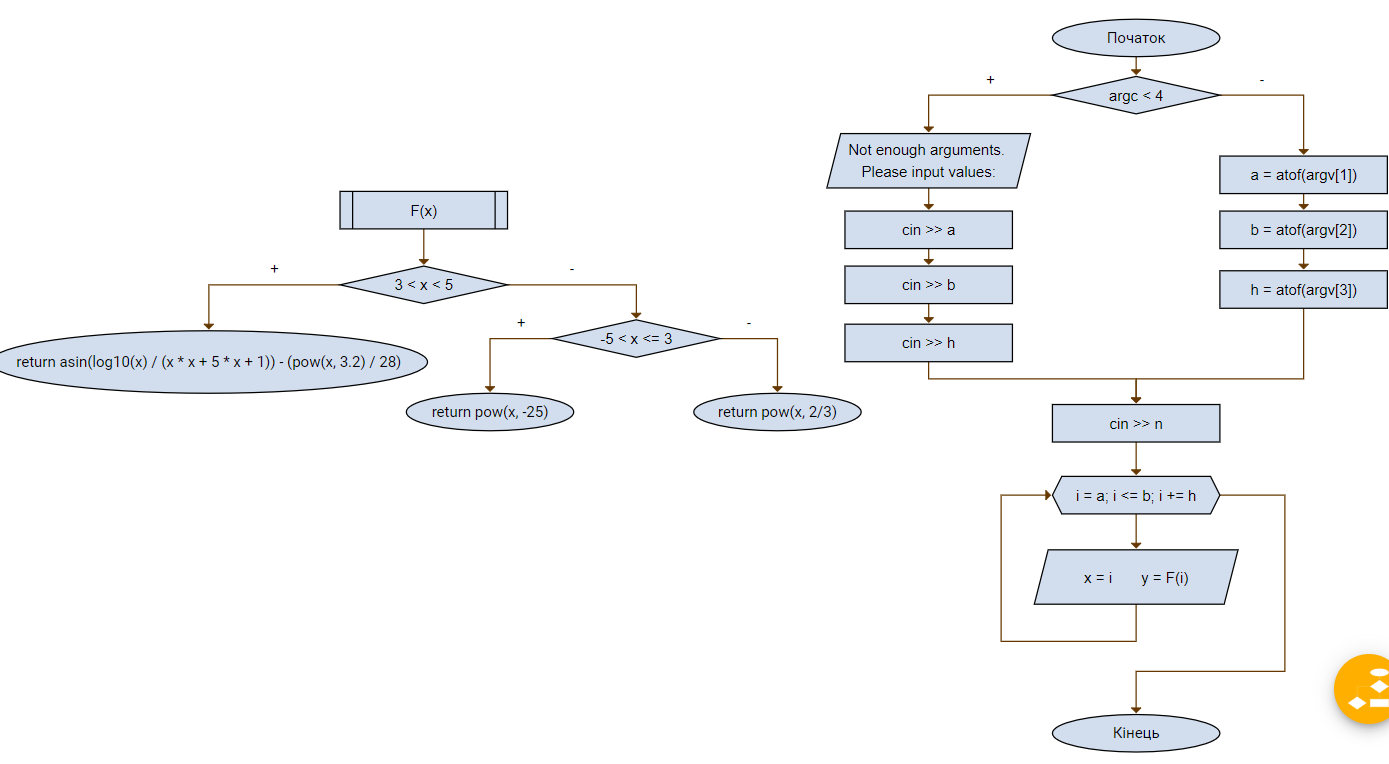 F(x)
+
-
3 < x < 5
return asin(log10(x) / (x * x + 5 * x + 1)) - (pow(x, 3.2) / 28)
+
-
-5 < x <= 3
return pow(x, -25)
return pow(x, 2/3)
Початок
+
-
argc < 4
Not enough arguments.
Please input values:
cin >> a
cin >> b
cin >> h
a = atof(argv[1])
b = atof(argv[2])
h = atof(argv[3])
cin >> n
i = a; i <= b; i += h
x = i y = F(i)
Кінець